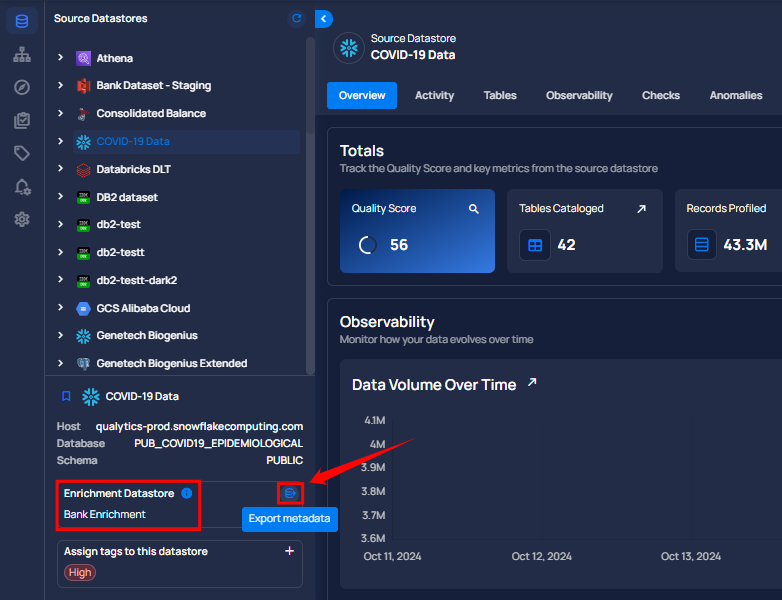 Source Datastores
Athena
Bank Dataset - Staging
Consolidated Balance
COVID-19 Data
Databricks DLT
DB2 dataset
db2-test
db2-testt
db2-testt-dark2
GCS Alibaba Cloud
Genetech Biogenius
Genetech Biogenius Extended
COVID-19 Data
Host qualytics-prod.snowflakecomputing.com
Database PUB_COVID19_EPIDEMIOLOGICAL
Schema PUBLIC
Enrichment Datastore
Bank Enrichment
Export metadata
Assign tags to this datastore
High
Source Datastore
COVID-19 Data
Overview Activity Tables Observability Checks Anomalies
Totals
Track the Quality Score and key metrics from the source datastore
Quality Score
56
Tables Cataloged
42
Records Profiled
43.3M
Observability
Monitor how your data evolves over time
Data Volume Over Time
4.1M
4M
3.9M
3.8M
3.7M
3.6M
Oct 11, 2024 Oct 12, 2024 Oct 13, 2024